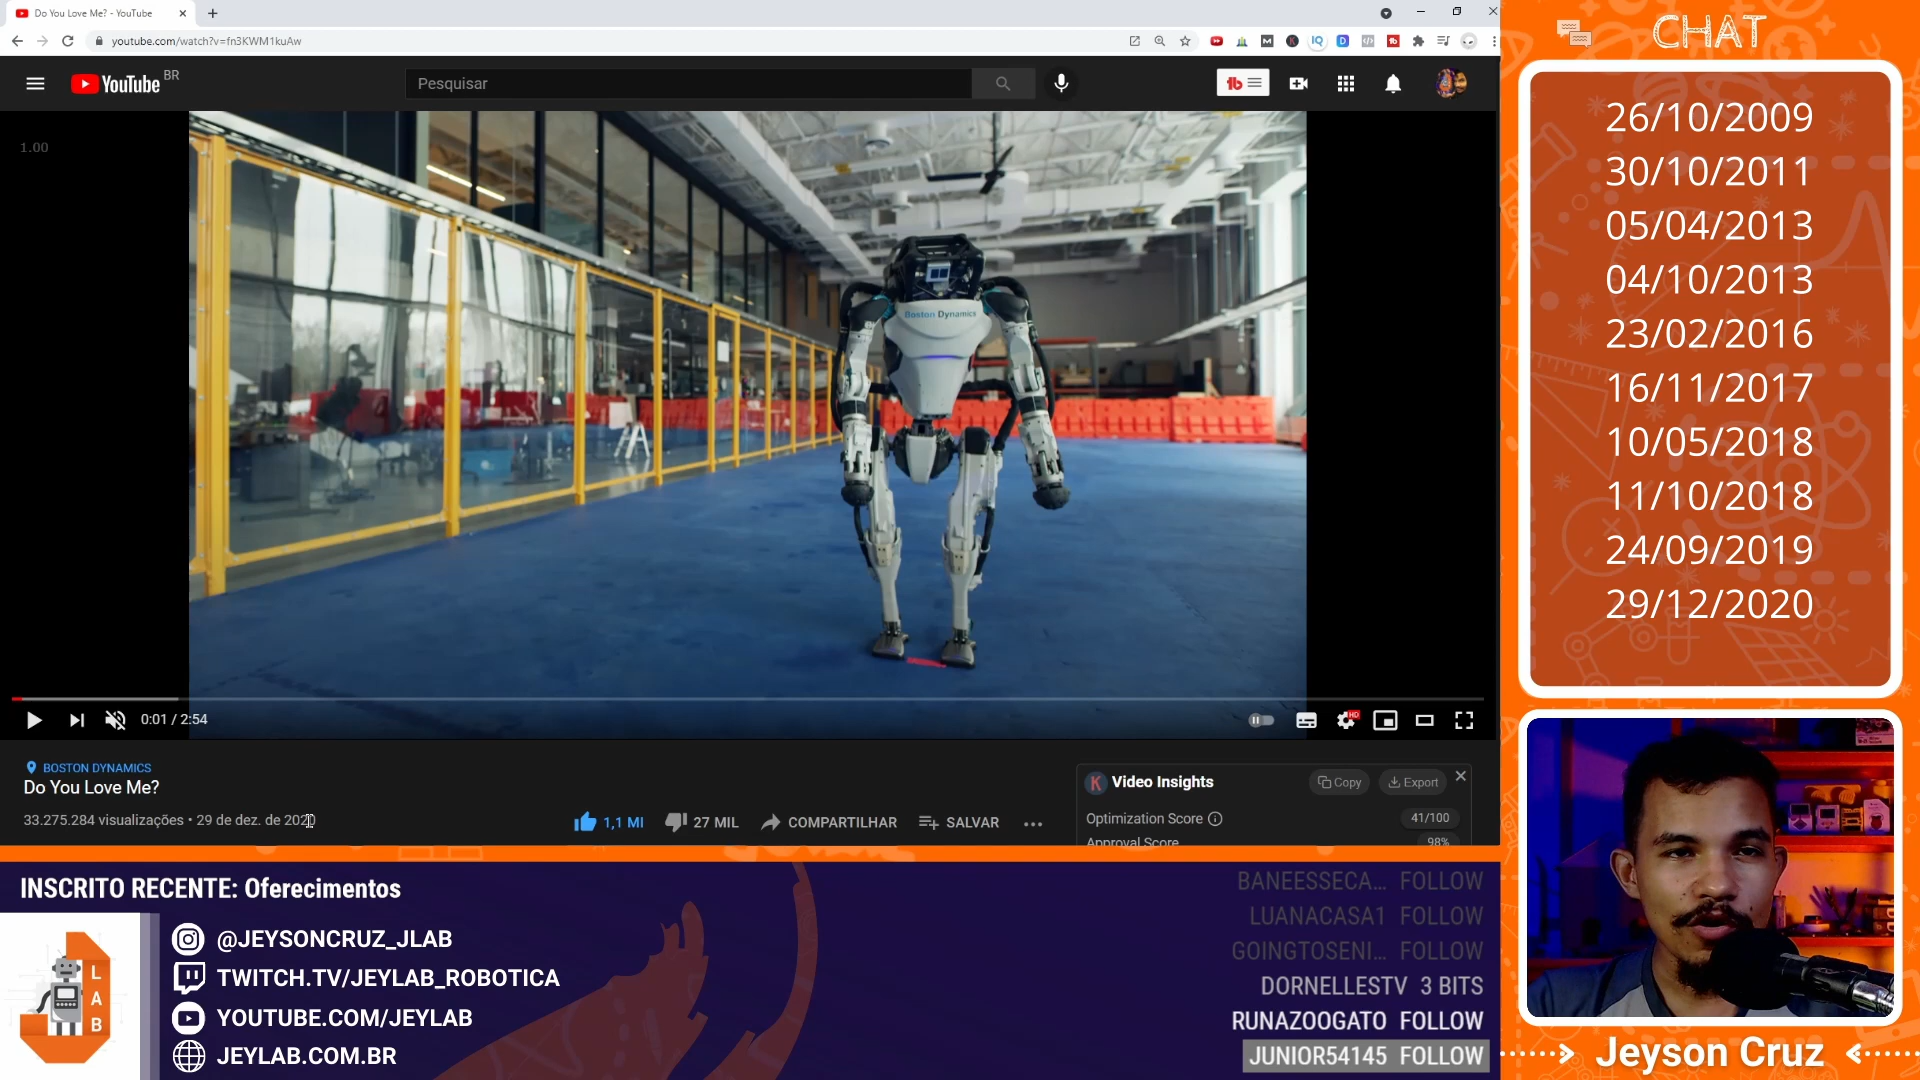 Do You Love Me? - YouTube
youtube.com/watch?v=fn3KWM1kuAw
YouTube BR
Pesquisar
1.00
Boston Dynamics
0:01 / 2:54
HD
BOSTON DYNAMICS
Do You Love Me?
33.275.284 visualizações • 29 de dez. de 2020
1,1 MI
27 MIL
COMPARTILHAR
SALVAR
Video Insights
Copy
Export
Optimization Score
41/100
Approval Score
98%
CHAT
26/10/2009
30/10/2011
05/04/2013
04/10/2013
23/02/2016
16/11/2017
10/05/2018
11/10/2018
24/09/2019
29/12/2020
INSCRITO RECENTE: Oferecimentos
LAB
@JEYSONCRUZ_JLAB
TWITCH.TV/JEYLAB_ROBOTICA
YOUTUBE.COM/JEYLAB
JEYLAB.COM.BR
BANEESSECA... FOLLOW
LUANACASA1 FOLLOW
GOINGTOSENI... FOLLOW
DORNELLESTV 3 BITS
RUNAZOOGATO FOLLOW
JUNIOR54145 FOLLOW
Jeyson Cruz